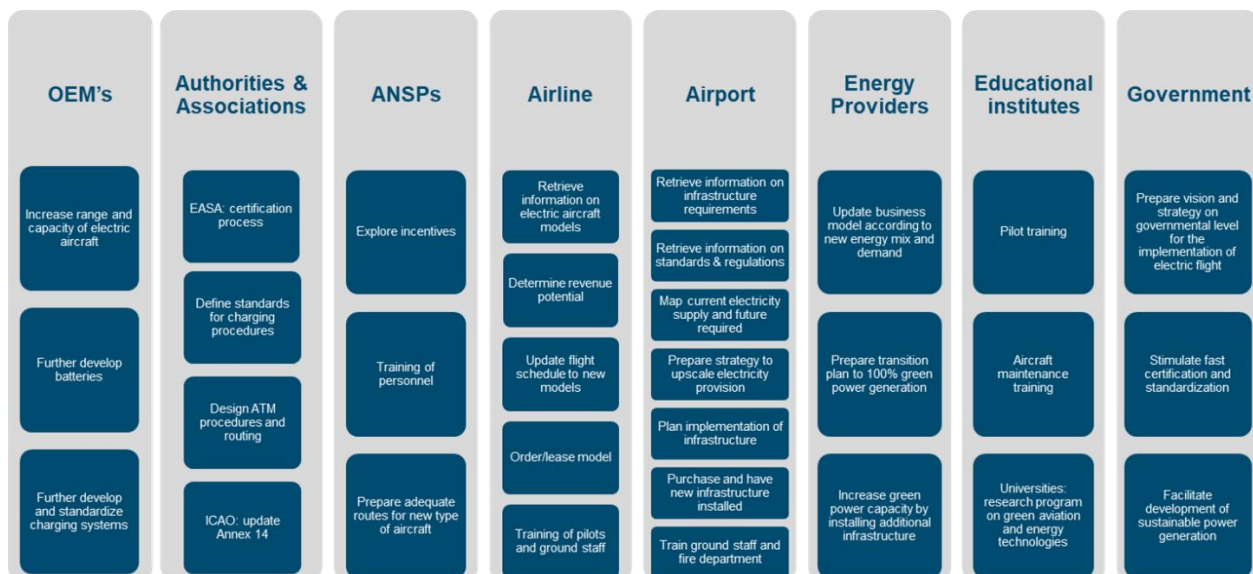 OEM's
Increase range and
capacity of electric
aircraft
Further develop
batteries
Further develop
and standardize
charging systems
Authorities &
Associations
EASA: certification
process
Define standards
for charging
procedures
Design ATM
procedures and
routing
ICAO: update
Annex 14
ANSPs
Explore incentives
Training of
personnel
Prepare adequate
routes for new type
of aircraft
Airline
Retrieve
information on
electric aircraft
models
Determine revenue
potential
Update flight
schedule to new
models
Order/lease model
Training of pilots
and ground staff
Airport
Retrieve information on
infrastructure
requirements
Retrieve information on
standards & regulations
Map current electricity
supply and future
required
Prepare strategy to
upscale electricity
provision
Plan implementation of
infrastructure
Purchase and have
new infrastructure
installed
Train ground staff and
fire department
Energy
Providers
Update business
model according to
new energy mix and
demand
Prepare transition
plan to 100% green
power generation
Increase green
power capacity by
installing additional
infrastructure
Educational
institutes
Pilot training
Aircraft
maintenance
training
Universities:
research program
on green aviation
and energy
technologies
Government
Prepare vision and
strategy on
governmental level
for the
implementation of
electric flight
Stimulate fast
certification and
standardization
Facilitate
development of
sustainable power
generation